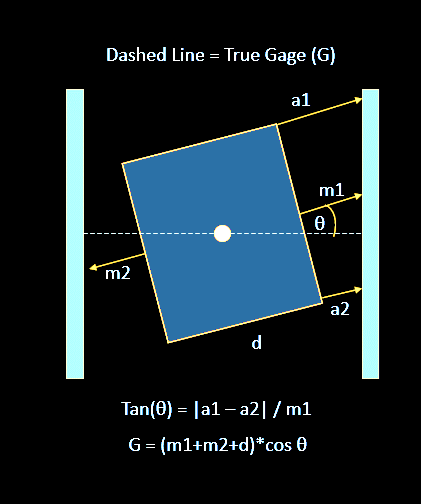 Dashed Line = True Gage (G)
a1
m1
θ
m2
a2
d
Tan(θ) = |a1 – a2| / m1
G = (m1+m2+d)*cos θ